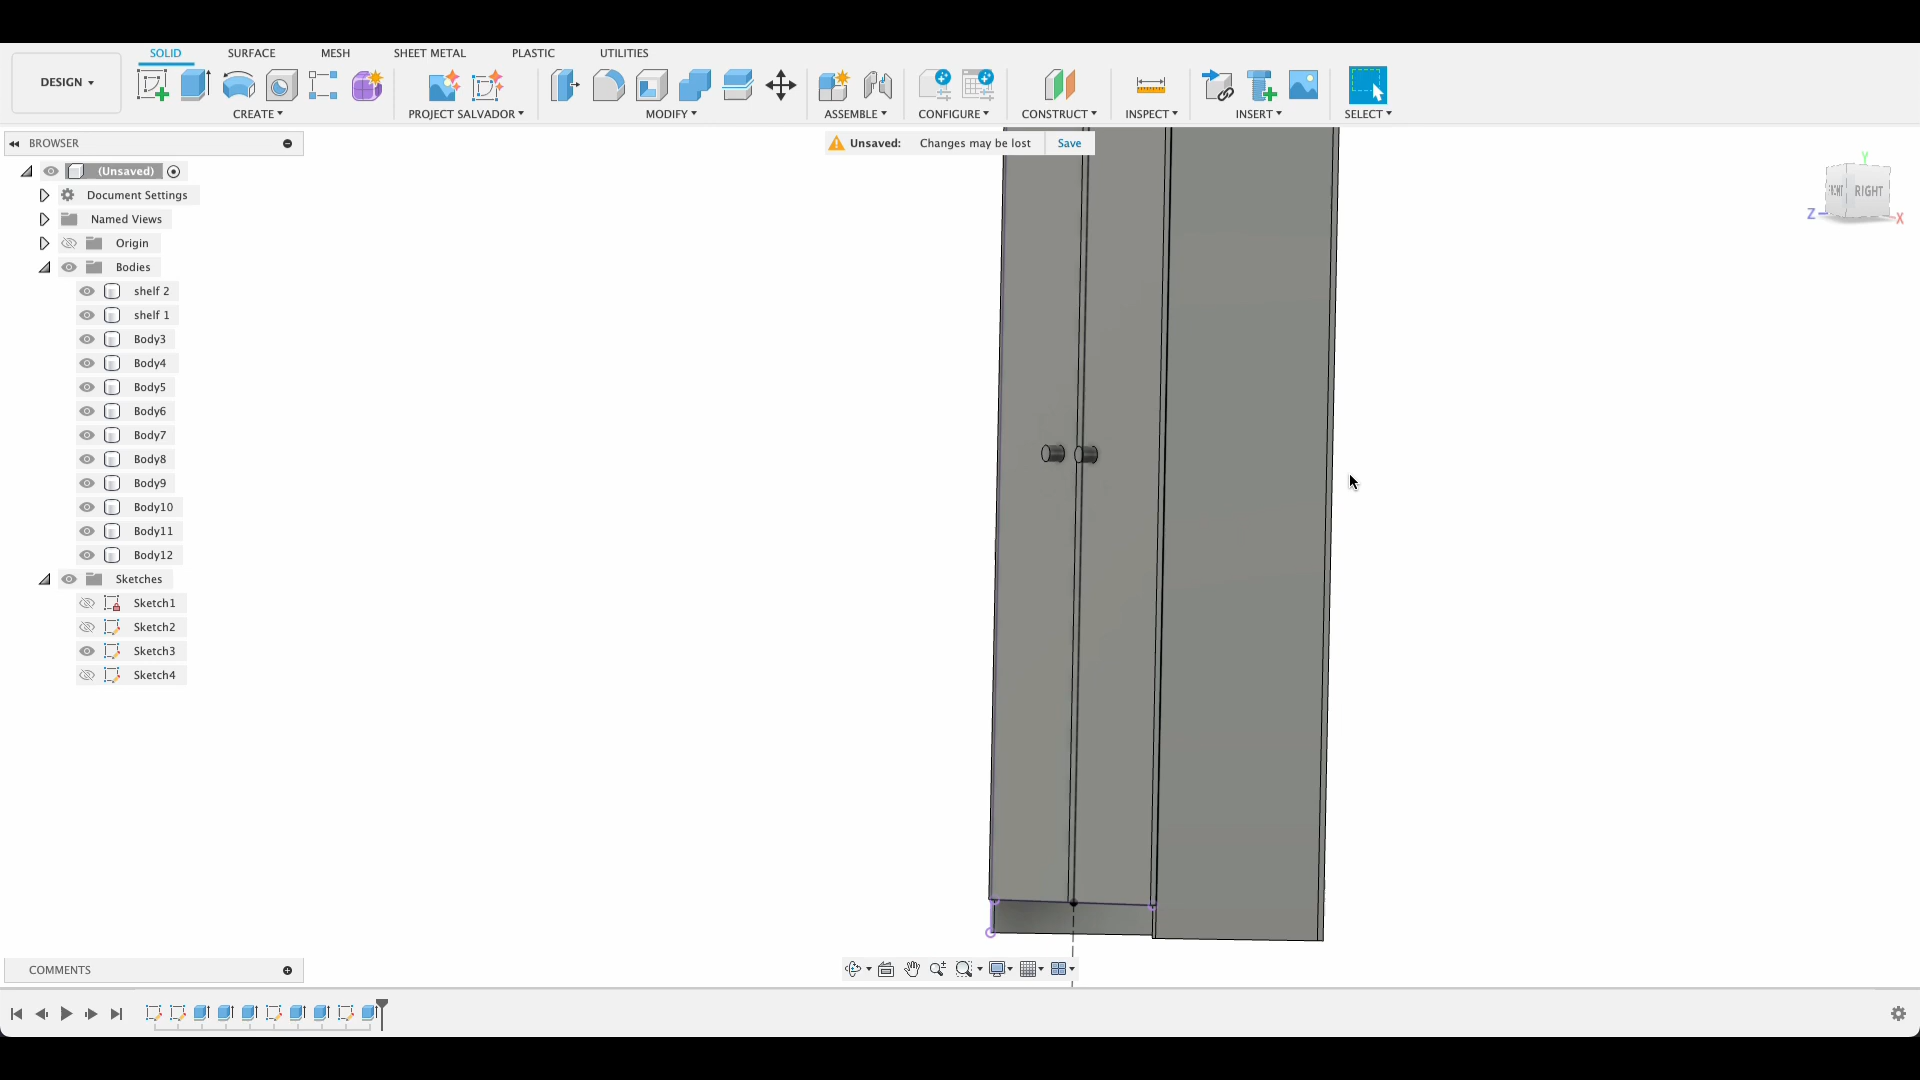 SOLID SURFACE MESH SHEET METAL PLASTIC UTILITIES
DESIGN
CREATE PROJECT SALVADOR MODIFY ASSEMBLE CONFIGURE CONSTRUCT INSPECT INSERT SELECT
BROWSER
Unsaved: Changes may be lost Save
(Unsaved)
Document Settings
Named Views
Origin
Bodies
shelf 2
shelf 1
Body3
Body4
Body5
Body6
Body7
Body8
Body9
Body10
Body11
Body12
Sketches
Sketch1
Sketch2
Sketch3
Sketch4
Y
FRONT RIGHT
Z X
COMMENTS